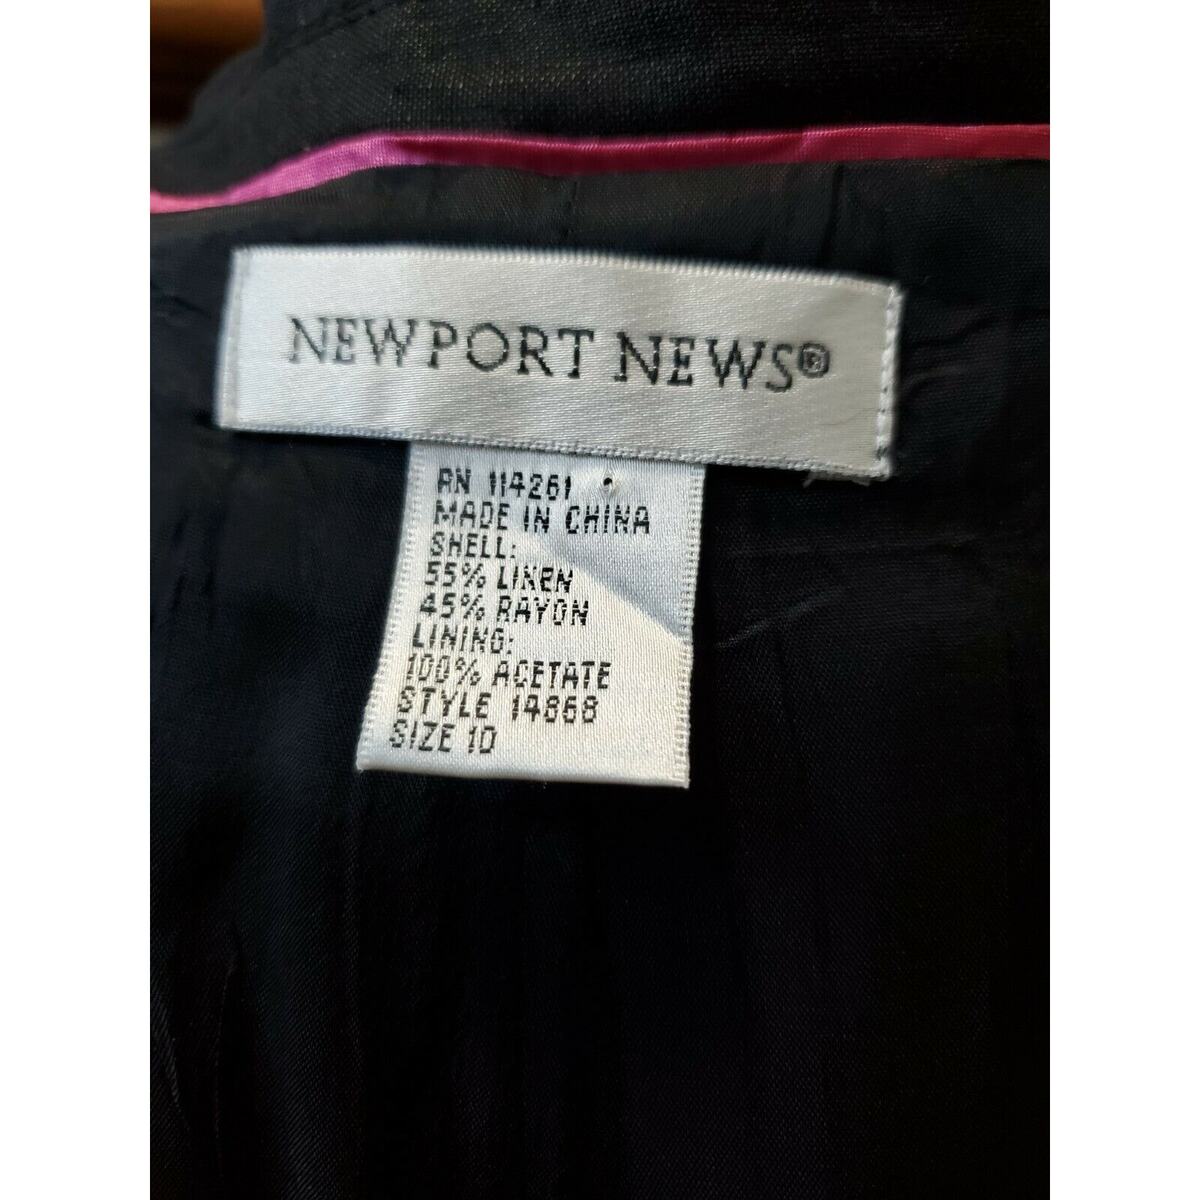 NEWPORT NEWS®
RN 114261
MADE IN CHINA
SHELL:
55% LINEN
45% RAYON
LINING:
100% ACETATE
STYLE 14868
SIZE 10